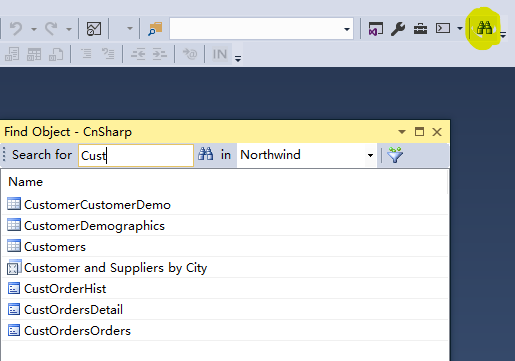 IN
Find Object - CnSharp
Search for Cust in Northwind
Name
CustomerCustomerDemo
CustomerDemographics
Customers
Customer and Suppliers by City
CustOrderHist
CustOrdersDetail
CustOrdersOrders